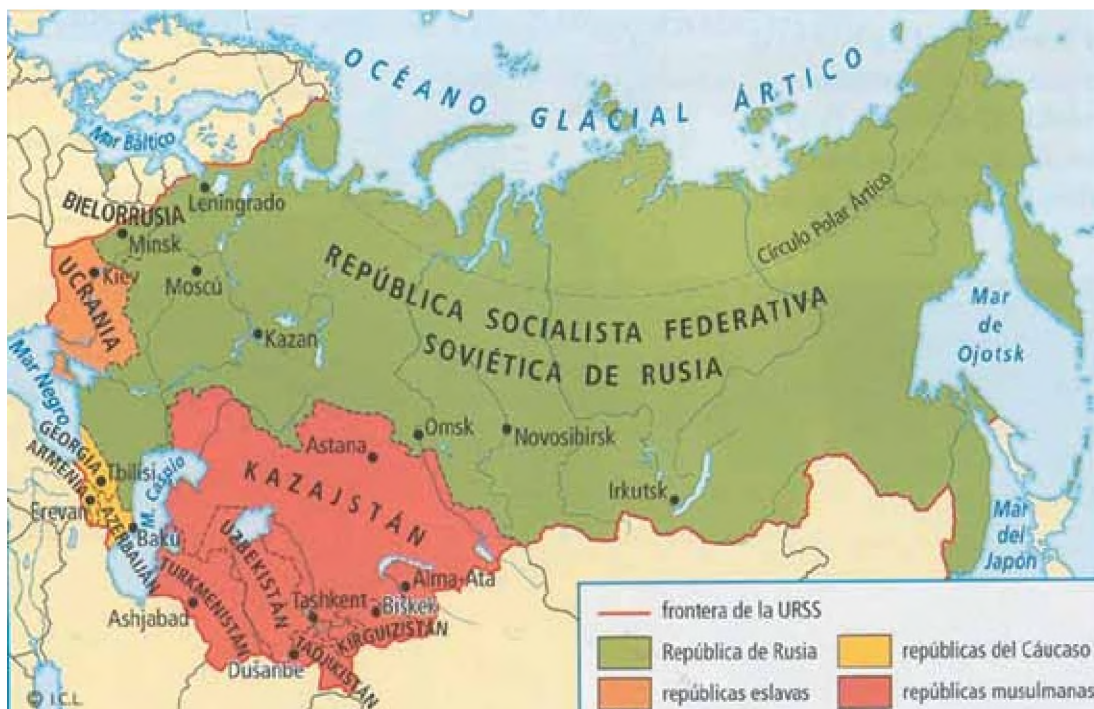 OCÉANO GLACIAL ÁRTICO
Mar Báltico
BIELORRUSIA
Leningrado
Minsk
UCRANIA
Kiev
Moscú
Círculo Polar Ártico
REPÚBLICA SOCIALISTA FEDERATIVA
SOVIÉTICA DE RUSIA
Mar
de
Ojotsk
Kazan
Mar Negro
Omsk
Novosibirsk
Astana
GEORGIA
Tbilisi
ARMENIA
Erevan
M. Caspio
KAZAJSTÁN
Irkutsk
AZERBAIJÁN
Bakú
UZBEKISTÁN
Mar
del
Japón
TURKMENISTÁN
Alma-Ata
Ashjabad
Tashkent
Biškek
KIRGUIZISTÁN
TADJIKISTÁN
Dušanbe
frontera de la URSS
República de Rusia
repúblicas del Cáucaso
repúblicas eslavas
repúblicas musulmanas
© I.C.L